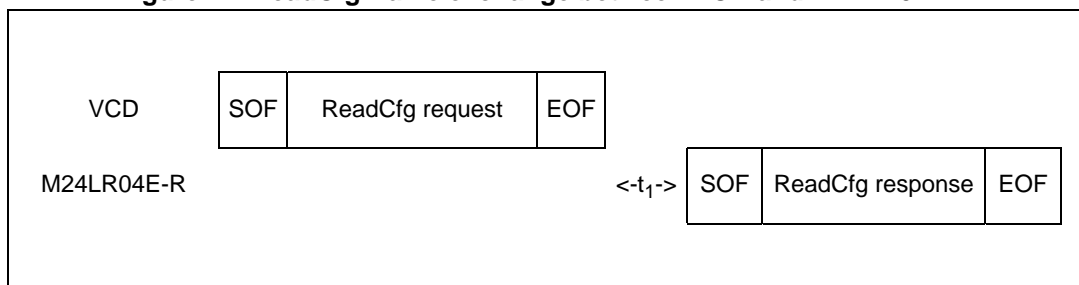 VCD SOF ReadCfg request EOF
M24LR04E-R <-t1-> SOF ReadCfg response EOF